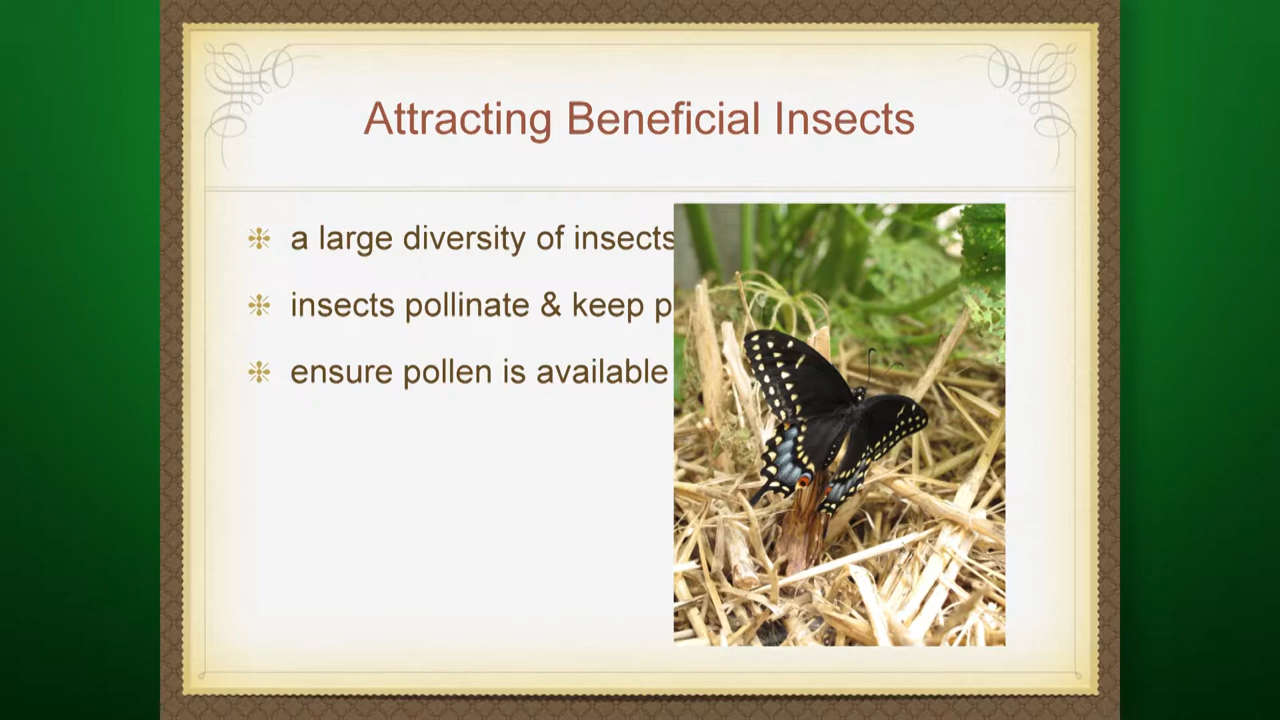 Attracting Beneficial Insects
a large diversity of insects
insects pollinate & keep p
ensure pollen is available